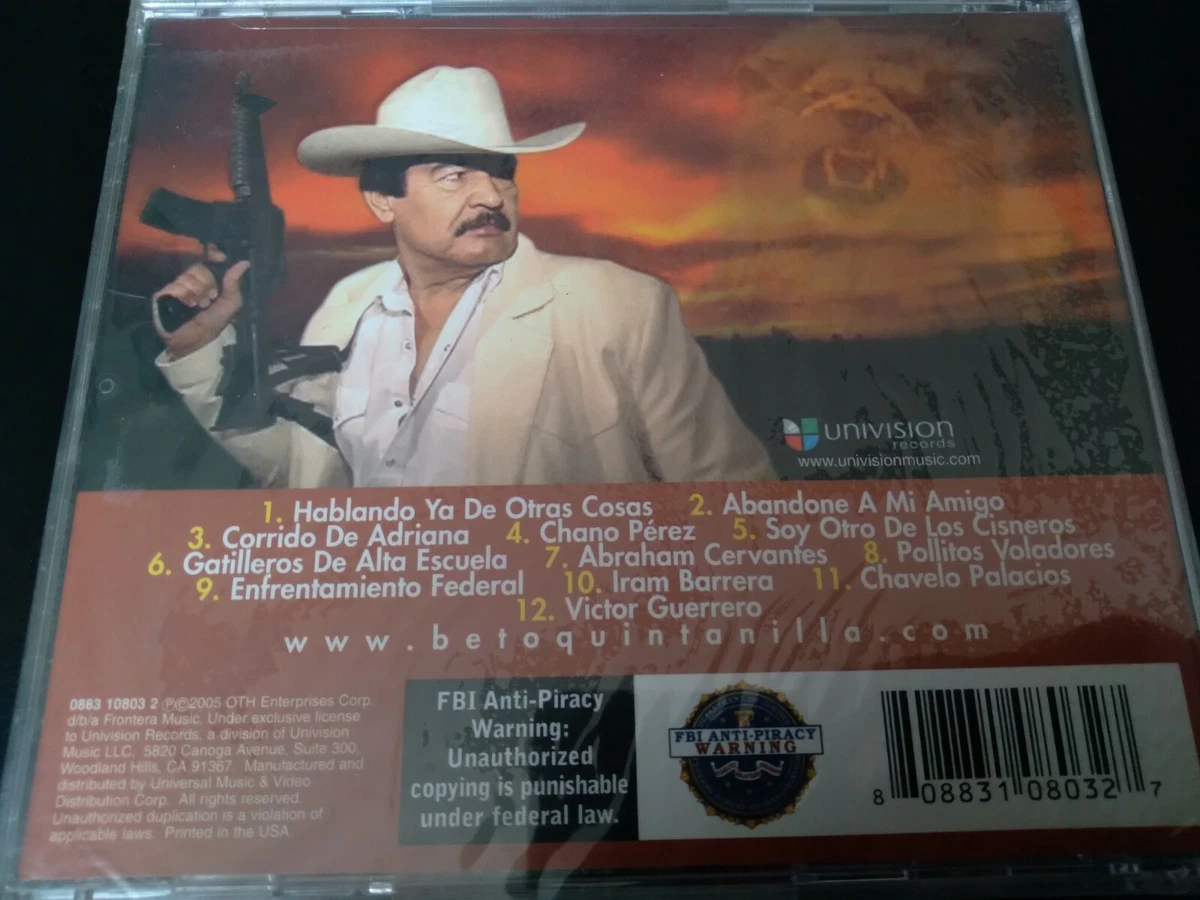 univision
records
www.univisionmusic.com
1. Hablando Ya De Otras Cosas 2. Abandone A Mi Amigo
3. Corrido De Adriana 4. Chano Pérez 5. Soy Otro De Los Cisneros
6. Gatilleros De Alta Escuela 7. Abraham Cervantes 8. Pollitos Voladores
9. Enfrentamiento Federal 10. Iram Barrera 11. Chavelo Palacios
12. Victor Guerrero
www.betoquintanilla.com
0883 10803 2 ℗©2005 OTH Enterprises Corp.
d/b/a Frontera Music. Under exclusive license
to Univision Records, a division of Univision
Music LLC. 5820 Canoga Avenue, Suite 300,
Woodland Hills, CA 91367. Manufactured and
distributed by Universal Music & Video
Distribution Corp. All rights reserved.
Unauthorized duplication is a violation of
applicable laws. Printed in the USA.
FBI Anti-Piracy
Warning:
Unauthorized
copying is punishable
under federal law.
FBI ANTI-PIRACY
WARNING
8 08831 08032 7